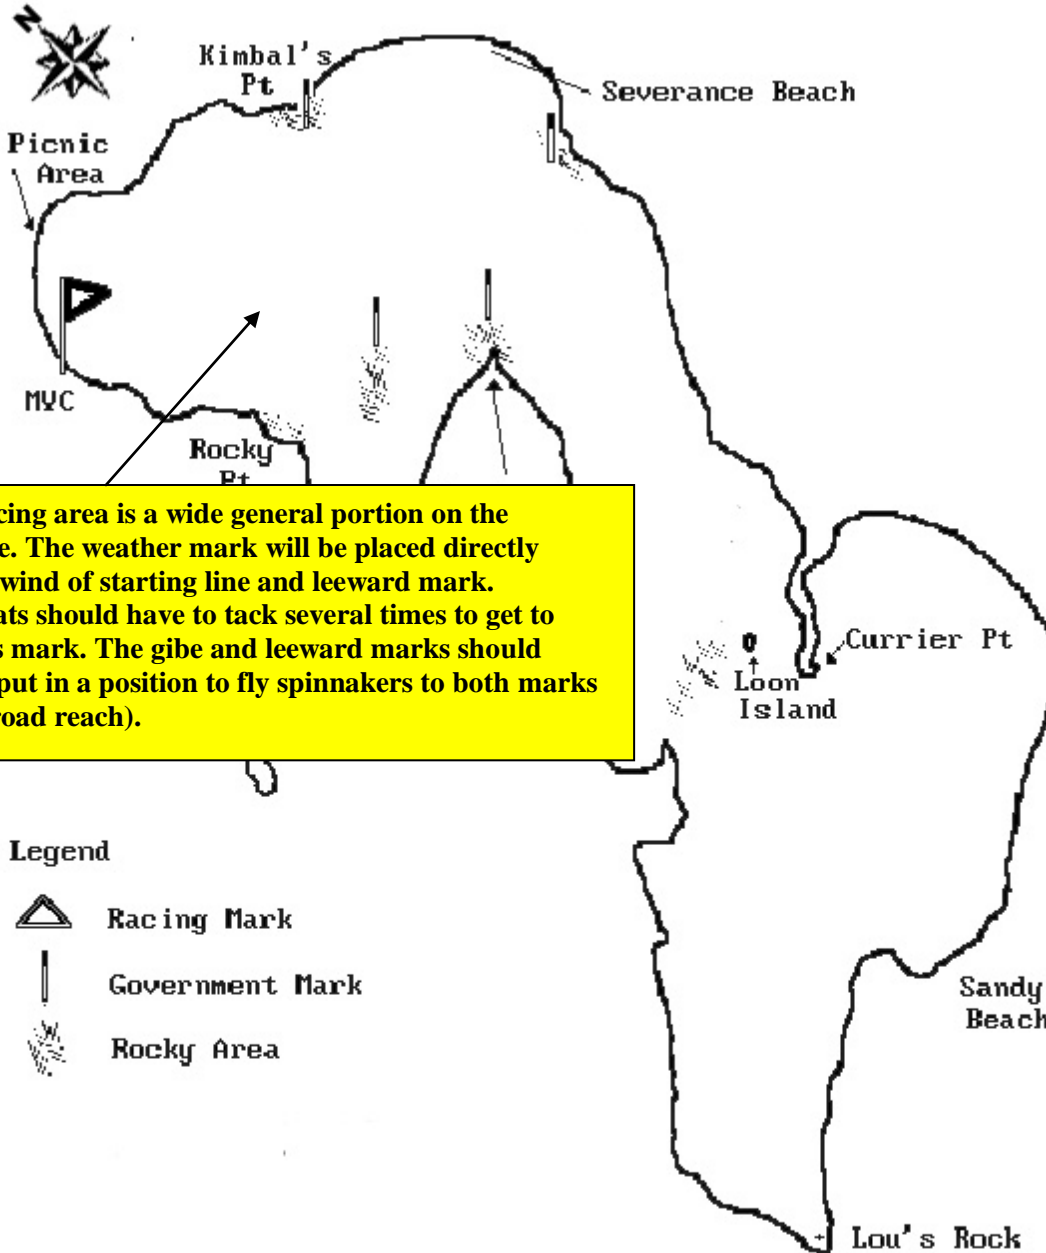 N
Kimbal's
Pt
Severance Beach
Picnic
Area
MYC
Rocky
Pt
cing area is a wide general portion on the
e. The weather mark will be placed directly
wind of starting line and leeward mark.
ats should have to tack several times to get to
s mark. The gibe and leeward marks should
put in a position to fly spinnakers to both marks
road reach).
Currier Pt
Loon
Island
Legend
Racing Mark
Government Mark
Rocky Area
Sandy
Beach
Lou's Rock